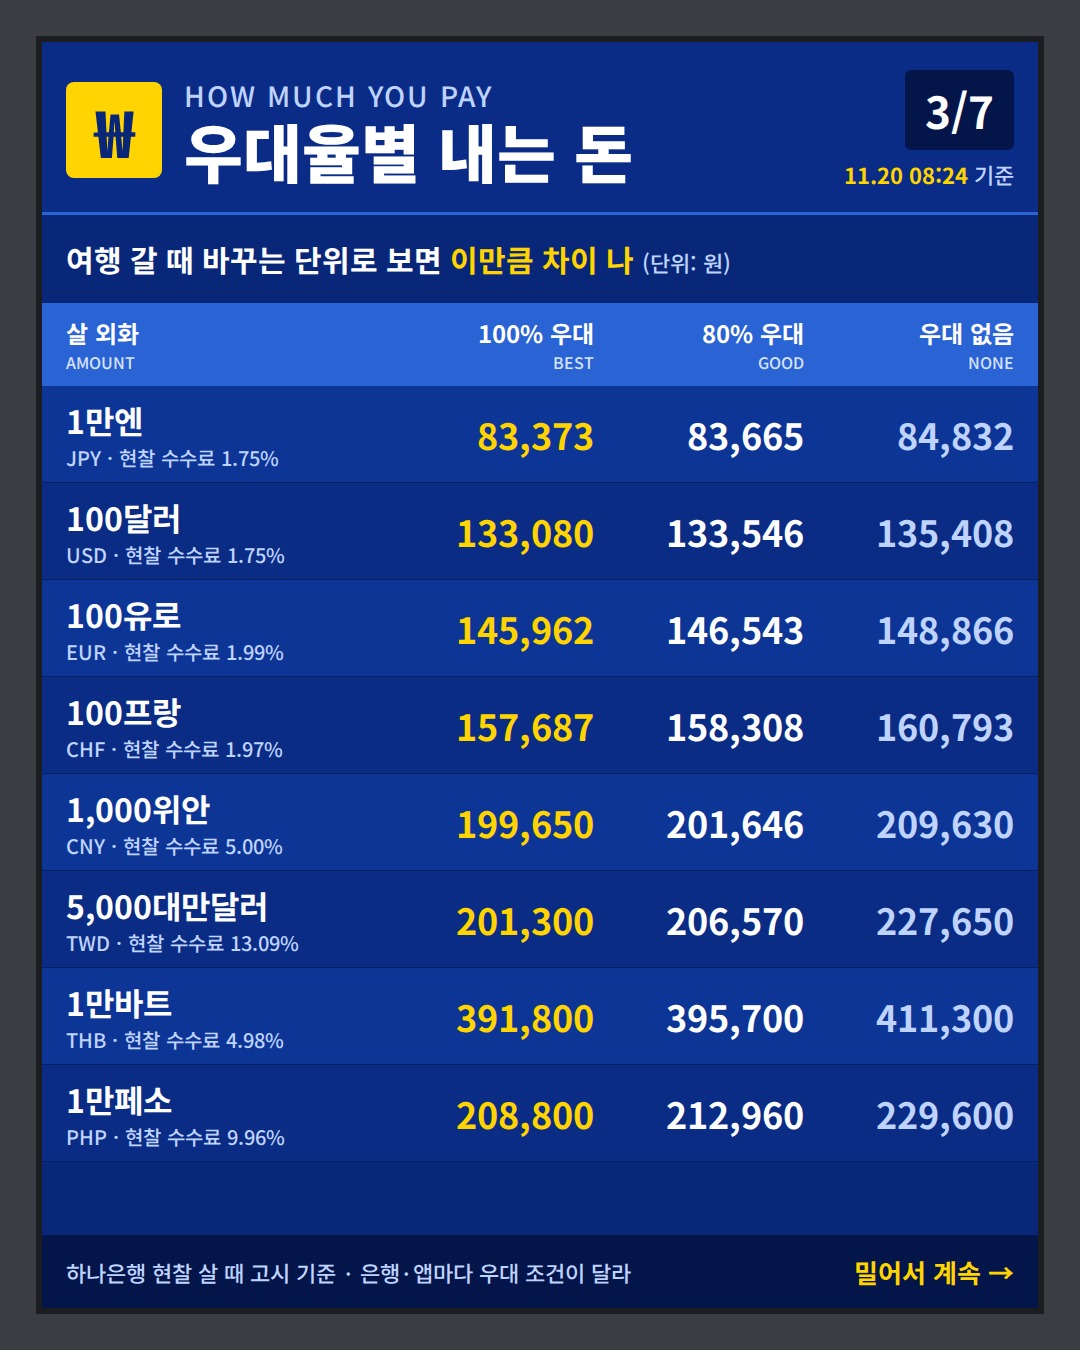 ₩
HOW MUCH YOU PAY
우대율별 내는 돈
3/7
11.20 08:24 기준
여행 갈 때 바꾸는 단위로 보면 이만큼 차이 나 (단위: 원)
살 외화 100% 우대 80% 우대 우대 없음
AMOUNT BEST GOOD NONE
1만엔 83,373 83,665 84,832
JPY · 현찰 수수료 1.75%
100달러 133,080 133,546 135,408
USD · 현찰 수수료 1.75%
100유로 145,962 146,543 148,866
EUR · 현찰 수수료 1.99%
100프랑 157,687 158,308 160,793
CHF · 현찰 수수료 1.97%
1,000위안 199,650 201,646 209,630
CNY · 현찰 수수료 5.00%
5,000대만달러 201,300 206,570 227,650
TWD · 현찰 수수료 13.09%
1만바트 391,800 395,700 411,300
THB · 현찰 수수료 4.98%
1만페소 208,800 212,960 229,600
PHP · 현찰 수수료 9.96%
하나은행 현찰 살 때 고시 기준 · 은행·앱마다 우대 조건이 달라
밀어서 계속 →